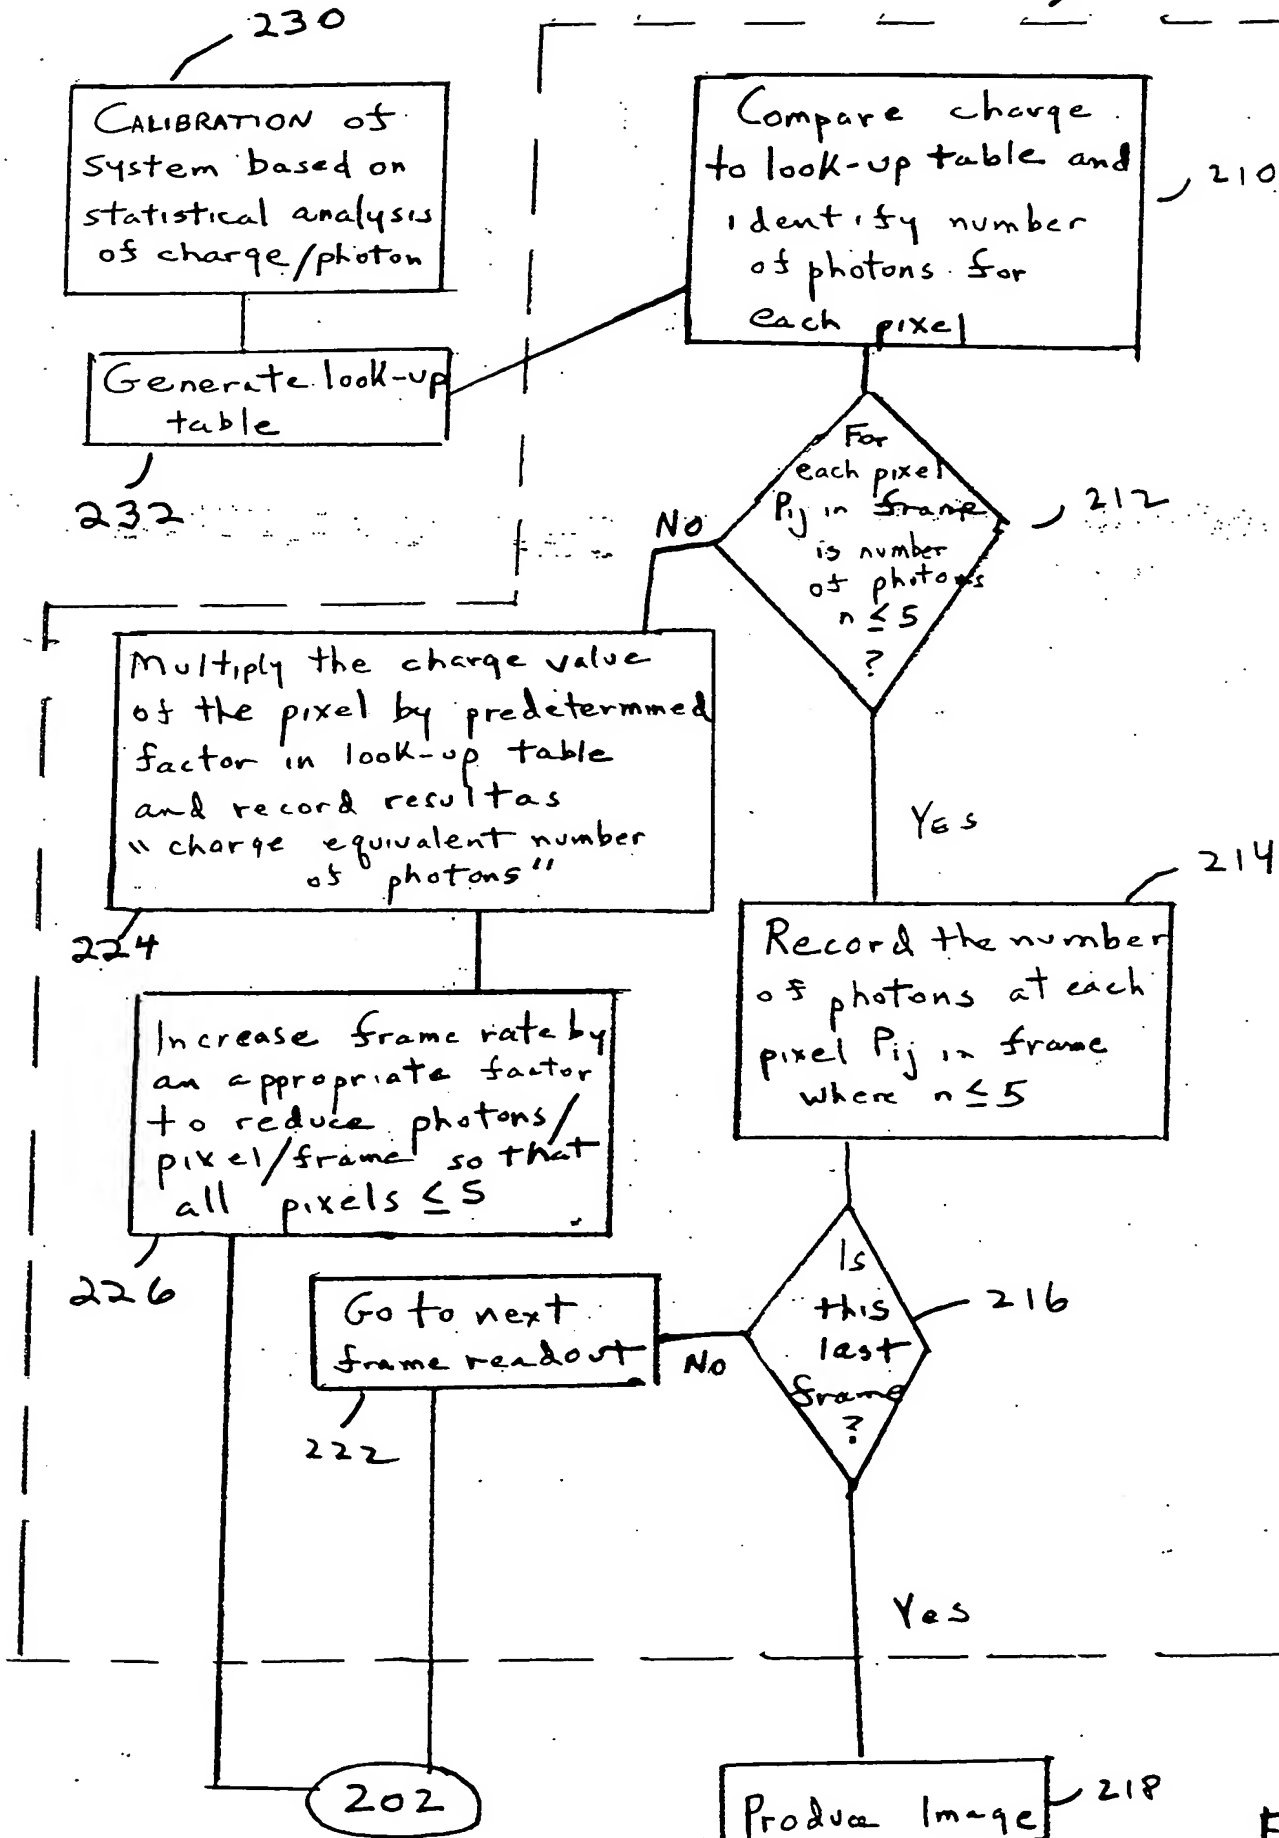 230
CALIBRATION of
system based on
statistical analysis
of charge/photon
Generate look-up
table
232
Compare charge
to look-up table and
identify number
of photons for
each pixel
210
For
each pixel
Pij in frame
is number
of photons
n ≤ 5
?
212
NO
YES
Multiply the charge value
of the pixel by predetermined
factor in look-up table
and record result as
"charge equivalent number
of photons"
224
214
Record the number
of photons at each
pixel Pij in frame
where n ≤ 5
Increase frame rate by
an appropriate factor
to reduce photons/
pixel/frame so that
all pixels ≤ 5
226
Go to next
frame readout
222
NO
Is
this
last
frame
?
216
Yes
202
Produce Image
218